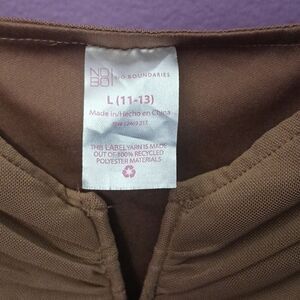 NO
BO
NO BOUNDARIES
L (11-13)
Made in/Hecho en China
THIS LABEL YARN IS MADE
OUT OF 100% RECYCLED
POLYESTER MATERIALS